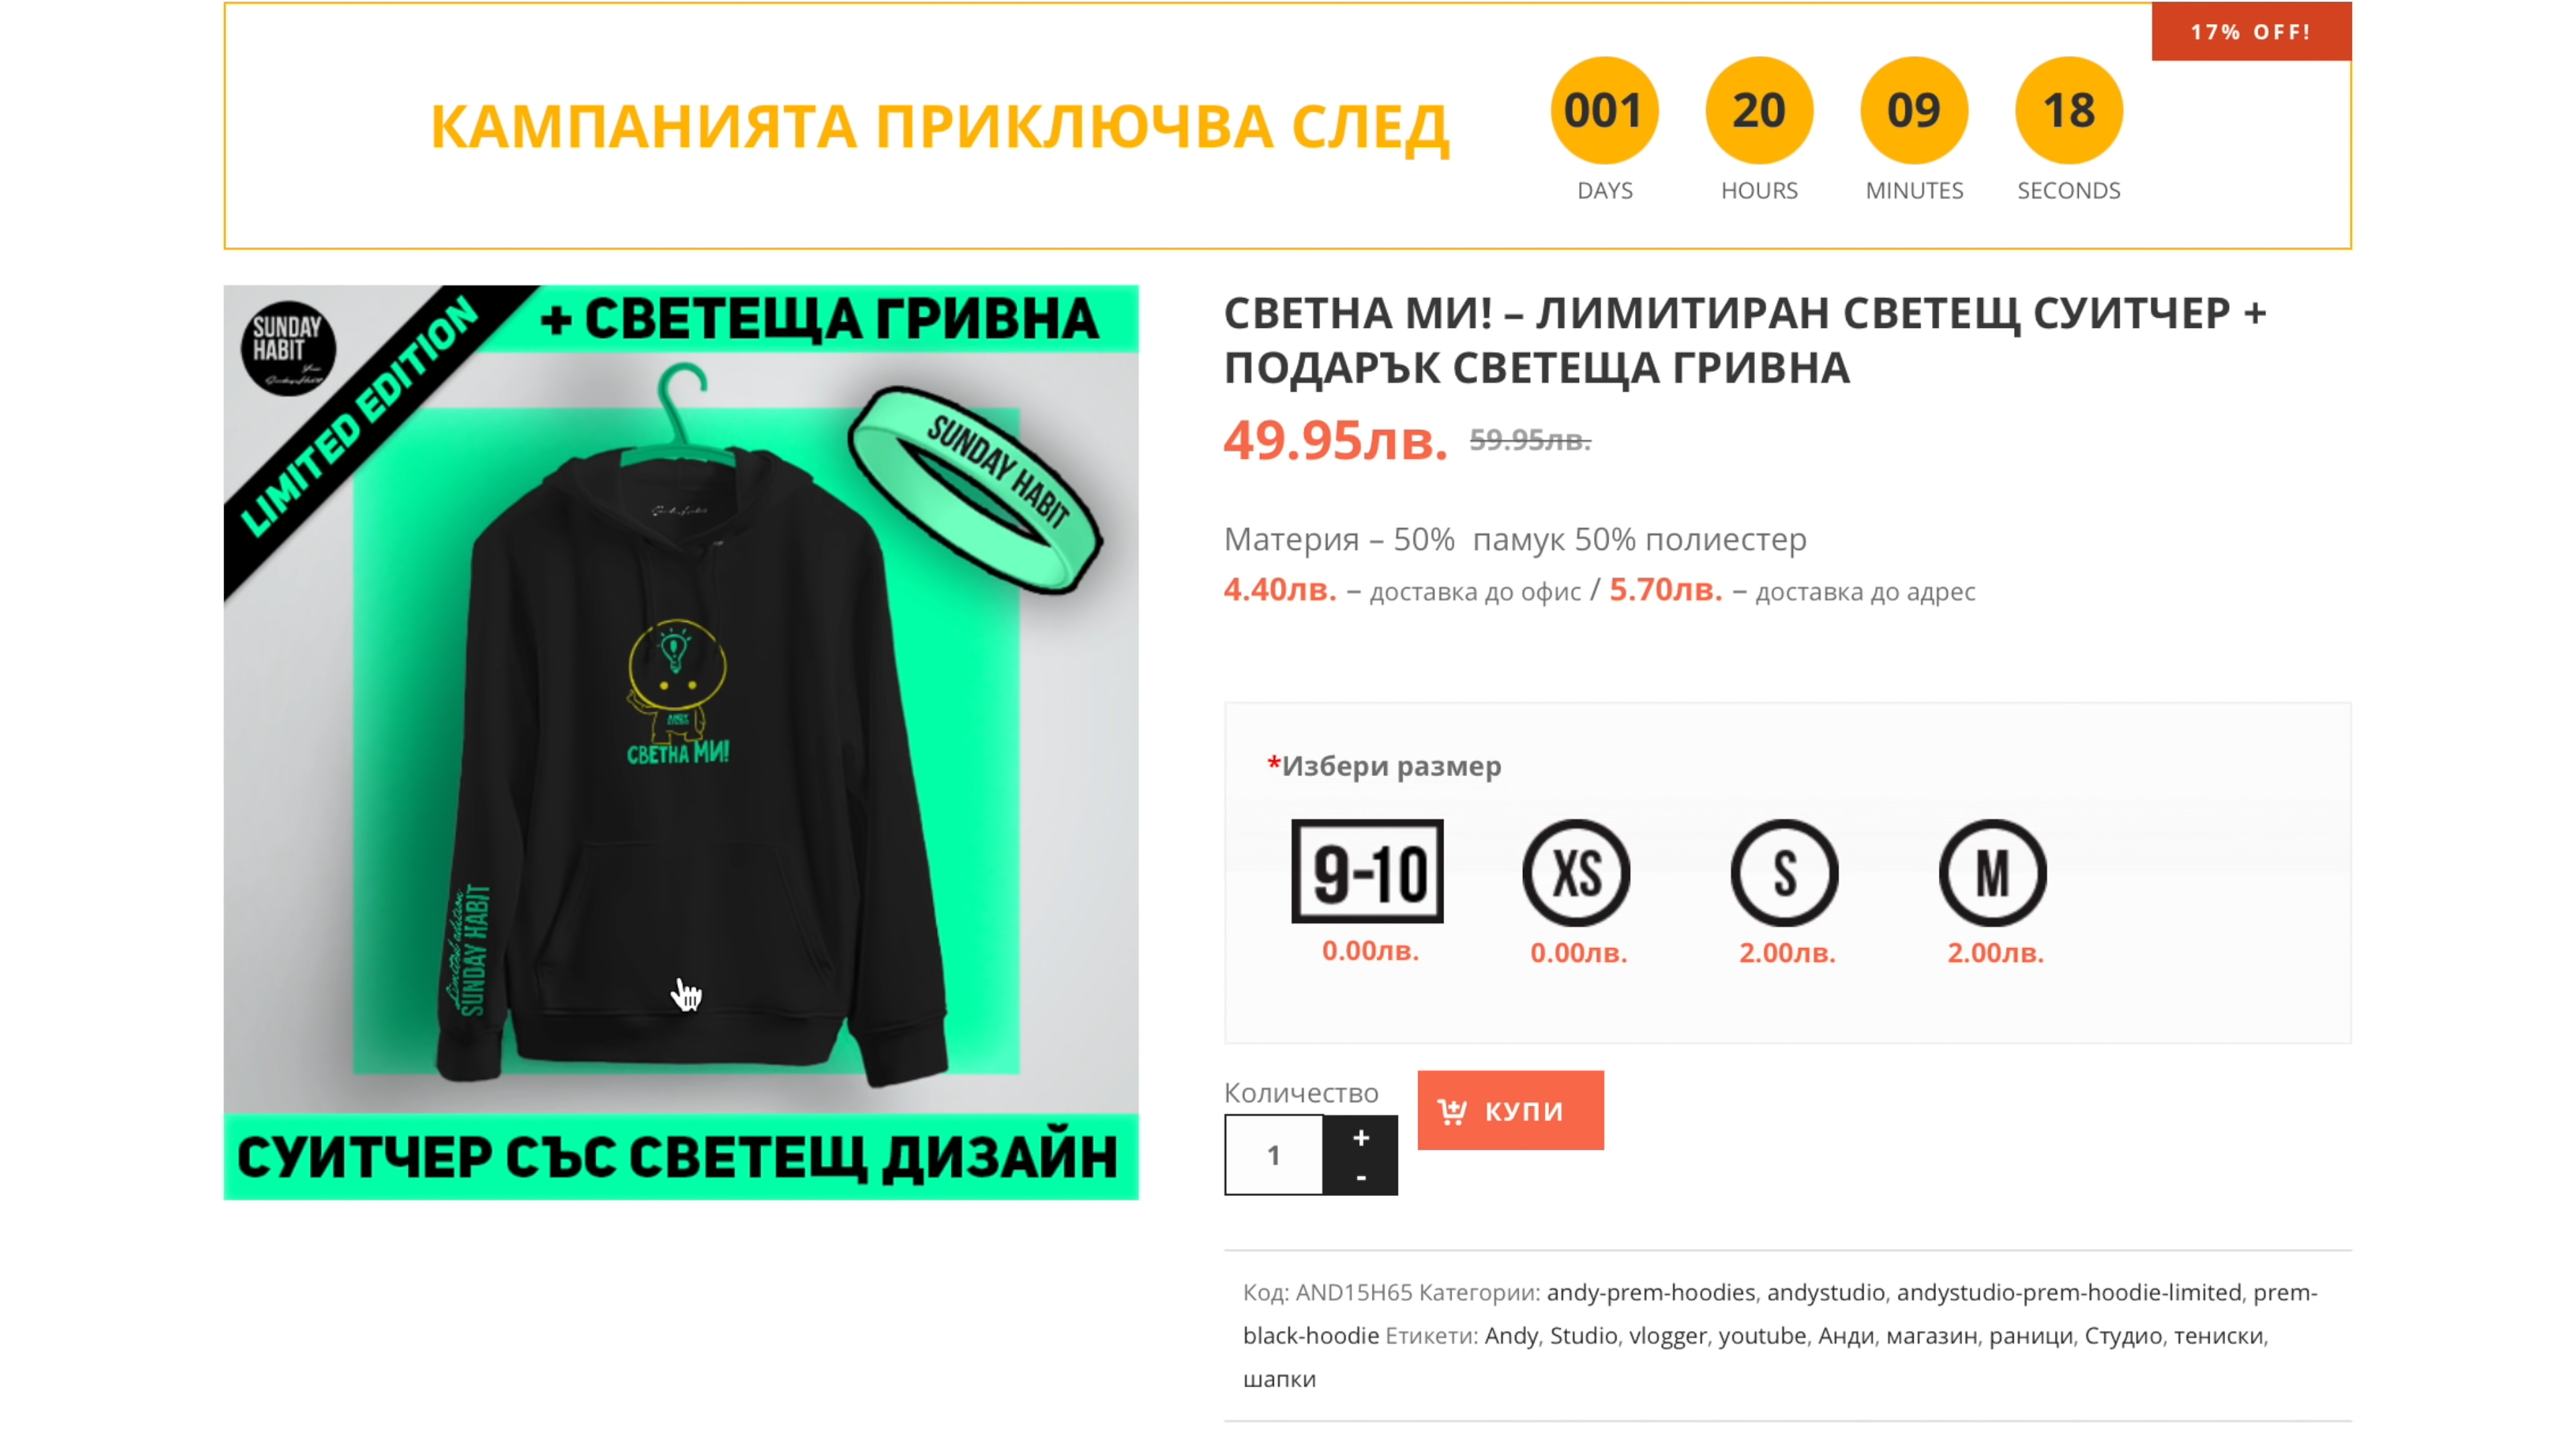 17% OFF!
КАМПАНИЯТА ПРИКЛЮЧВА СЛЕД
001 20 09 18
DAYS HOURS MINUTES SECONDS
SUNDAY
HABIT
LIMITED EDITION
+ СВЕТЕЩА ГРИВНА
SUNDAY HABIT
СВЕТНА МИ!
Limited edition
SUNDAY HABIT
СУИТЧЕР СЪС СВЕТЕЩ ДИЗАЙН
СВЕТНА МИ! – ЛИМИТИРАН СВЕТЕЩ СУИТЧЕР +
ПОДАРЪК СВЕТЕЩА ГРИВНА
49.95лв. 59.95лв.
Материя – 50% памук 50% полиестер
4.40лв. – доставка до офис / 5.70лв. – доставка до адрес
*Избери размер
9-10 XS S M
0.00лв. 0.00лв. 2.00лв. 2.00лв.
Количество
1
+
-
КУПИ
Код: AND15H65 Категории: andy-prem-hoodies, andystudio, andystudio-prem-hoodie-limited, prem-
black-hoodie Етикети: Andy, Studio, vlogger, youtube, Анди, магазин, раници, Студио, тениски,
шапки